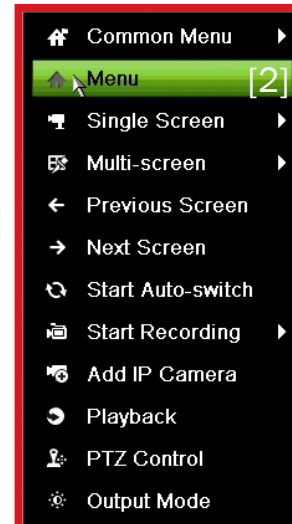 Common Menu
Menu [2]
Single Screen
Multi-screen
Previous Screen
Next Screen
Start Auto-switch
Start Recording
Add IP Camera
Playback
PTZ Control
Output Mode